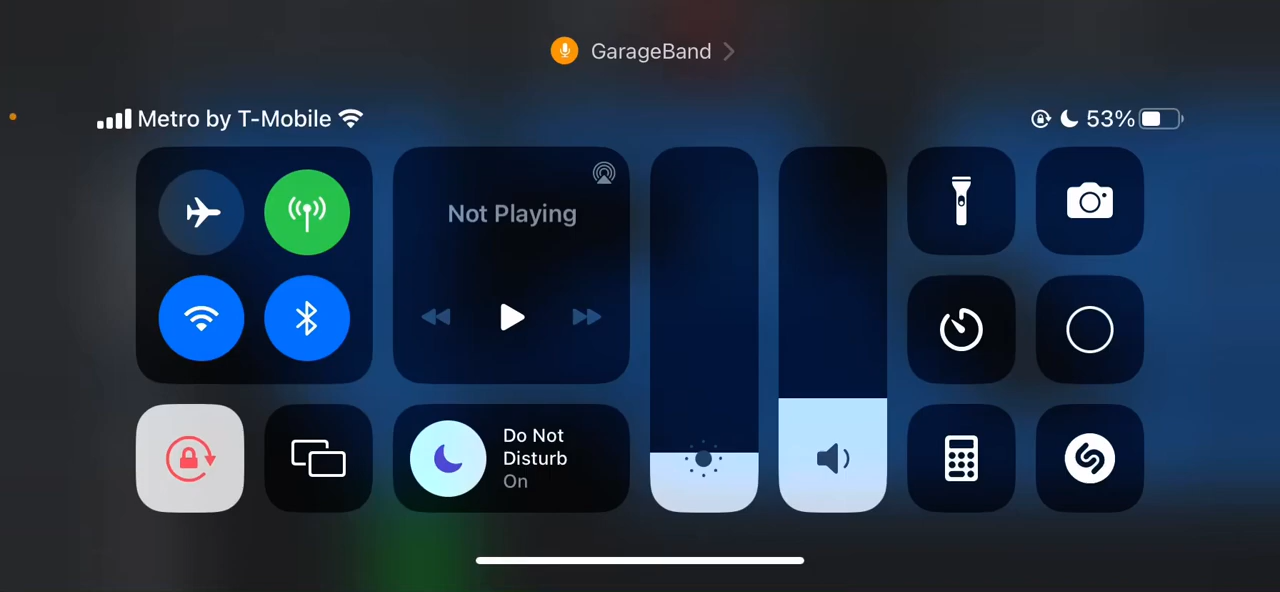 GarageBand
Metro by T-Mobile
53%
Not Playing
Do Not
Disturb
On